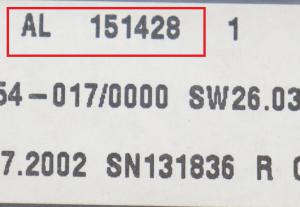 AL 151428 1
54-017/0000 SW26.03
7.2002 SN131836 R